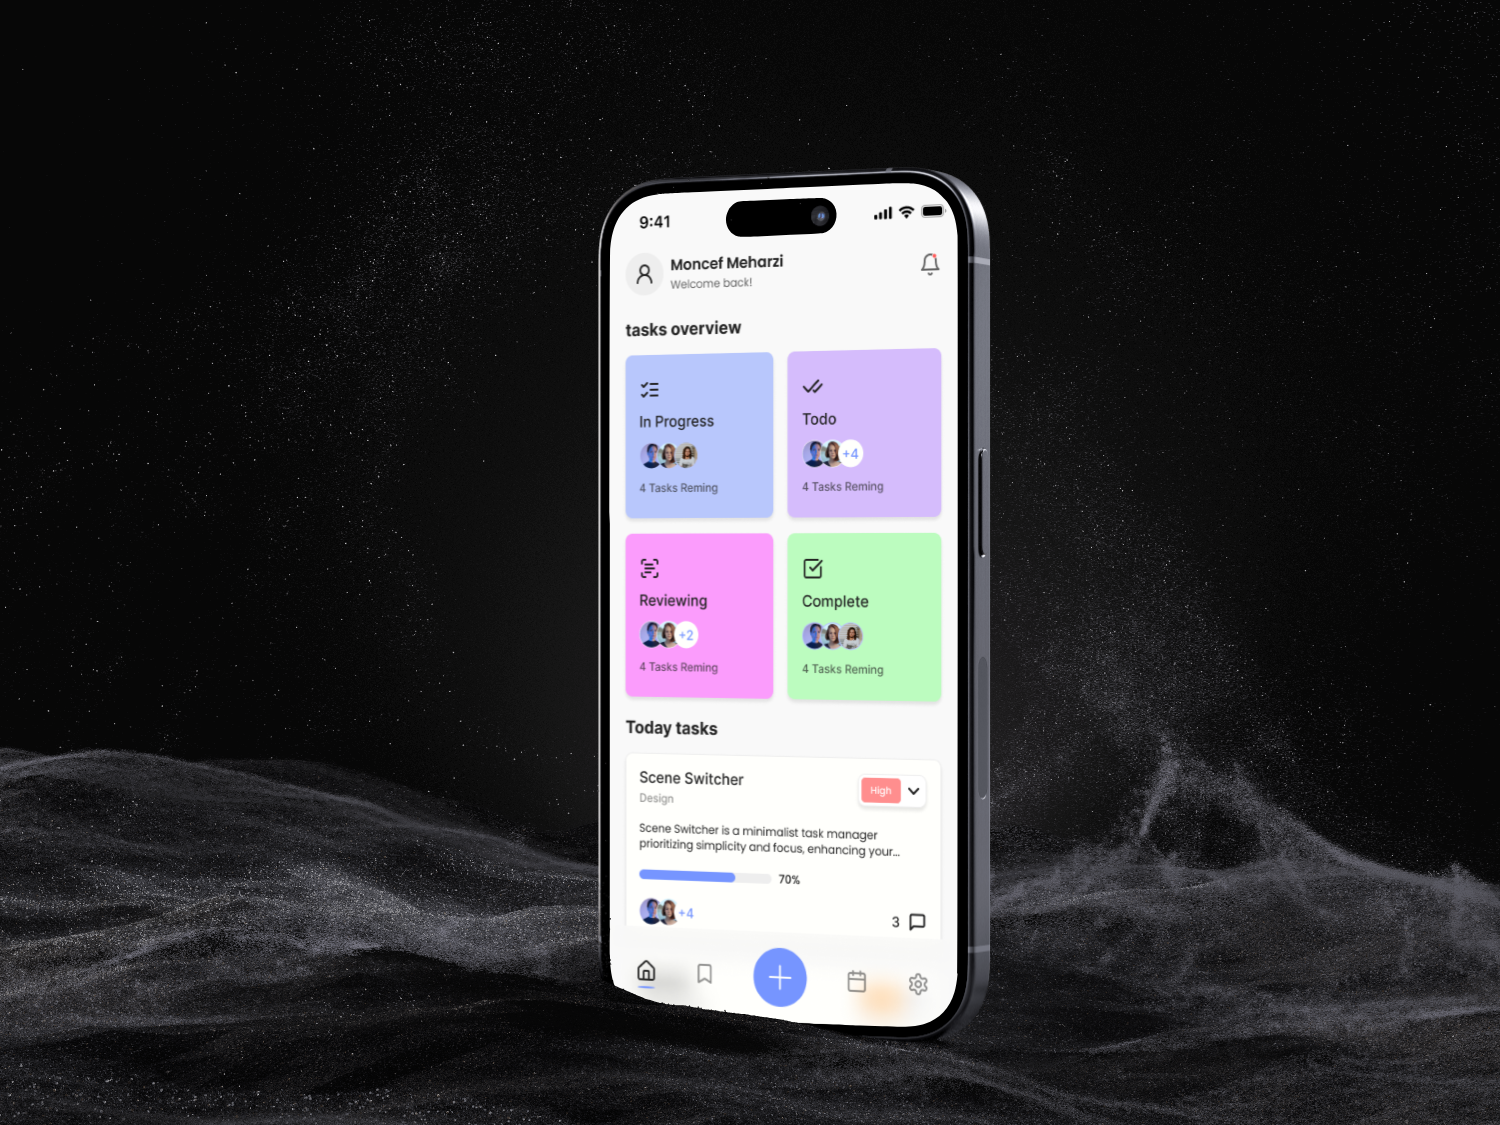 9:41
Moncef Meharzi
Welcome back!
tasks overview
In Progress
4 Tasks Reming
Todo
+4
4 Tasks Reming
Reviewing
+2
4 Tasks Reming
Complete
4 Tasks Reming
Today tasks
Scene Switcher
High
Design
Scene Switcher is a minimalist task manager
prioritizing simplicity and focus, enhancing your...
70%
+4
3